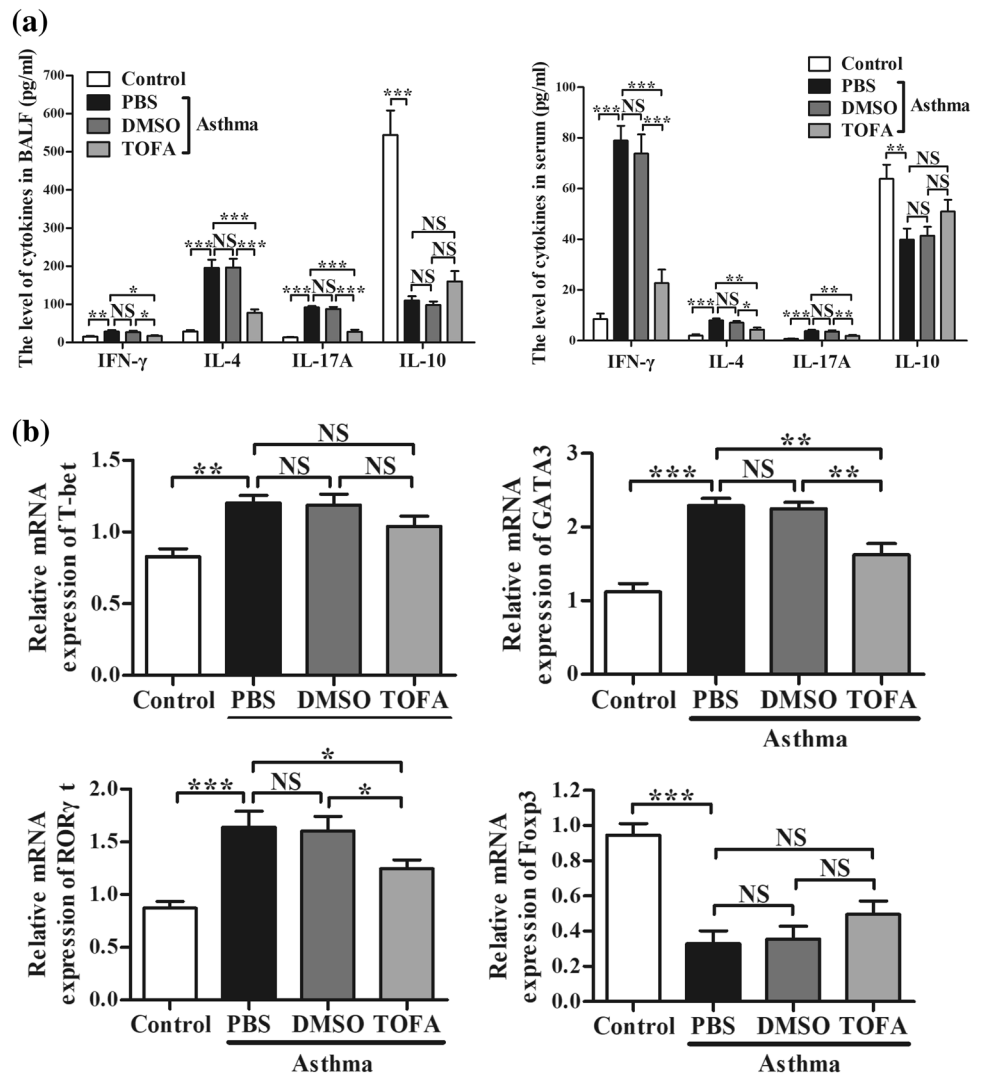 (a)
The level of cytokines in BALF (pg/ml)
700
600
500
400
300
200
100
0
Control
PBS
DMSO
TOFA
Asthma
** NS *
*
*** NS ***
***
*** NS ***
***
***
NS
NS
NS
IFN-γ IL-4 IL-17A IL-10
The level of cytokines in serum (pg/ml)
100
80
60
40
20
0
Control
PBS
DMSO
TOFA
Asthma
***
*** NS
***
**
*** NS *
**
*** NS **
**
NS
NS
NS
IFN-γ IL-4 IL-17A IL-10
(b)
Relative mRNA
expression of T-bet
1.5
1.0
0.5
0.0
NS
** NS NS
Control PBS DMSO TOFA
Relative mRNA
expression of GATA3
3
2
1
0
**
*** NS **
Control PBS DMSO TOFA
Asthma
Relative mRNA
expression of RORγ t
2.0
1.5
1.0
0.5
0.0
*
*** NS *
Control PBS DMSO TOFA
Asthma
Relative mRNA
expression of Foxp3
1.2
1.0
0.8
0.6
0.4
0.2
0.0
***
NS
NS
NS
Control PBS DMSO TOFA
Asthma